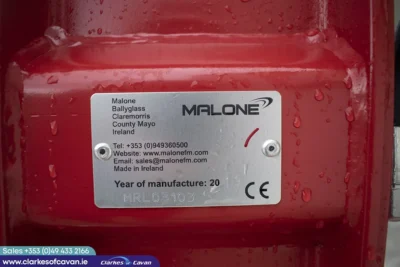 MALONE
Malone
Ballyglass
Claremorris
County Mayo
Ireland
Tel: +353 (0)949360500
Website: www.malonefm.com
Email: sales@malonefm.com
Made in Ireland
Year of manufacture: 20
CE
Sales +353 (0)49 433 2166
www.clarkesofcavan.ie
Clarkes of Cavan